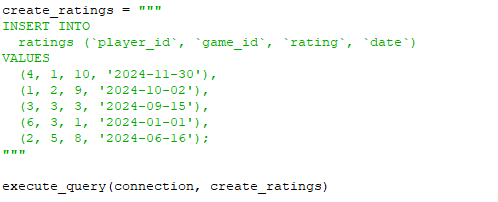 create_ratings = """
INSERT INTO
  ratings (`player_id`, `game_id`, `rating`, `date`)
VALUES
  (4, 1, 10, '2024-11-30'),
  (1, 2, 9, '2024-10-02'),
  (3, 3, 3, '2024-09-15'),
  (6, 3, 1, '2024-01-01'),
  (2, 5, 8, '2024-06-16');
"""

execute_query(connection, create_ratings)